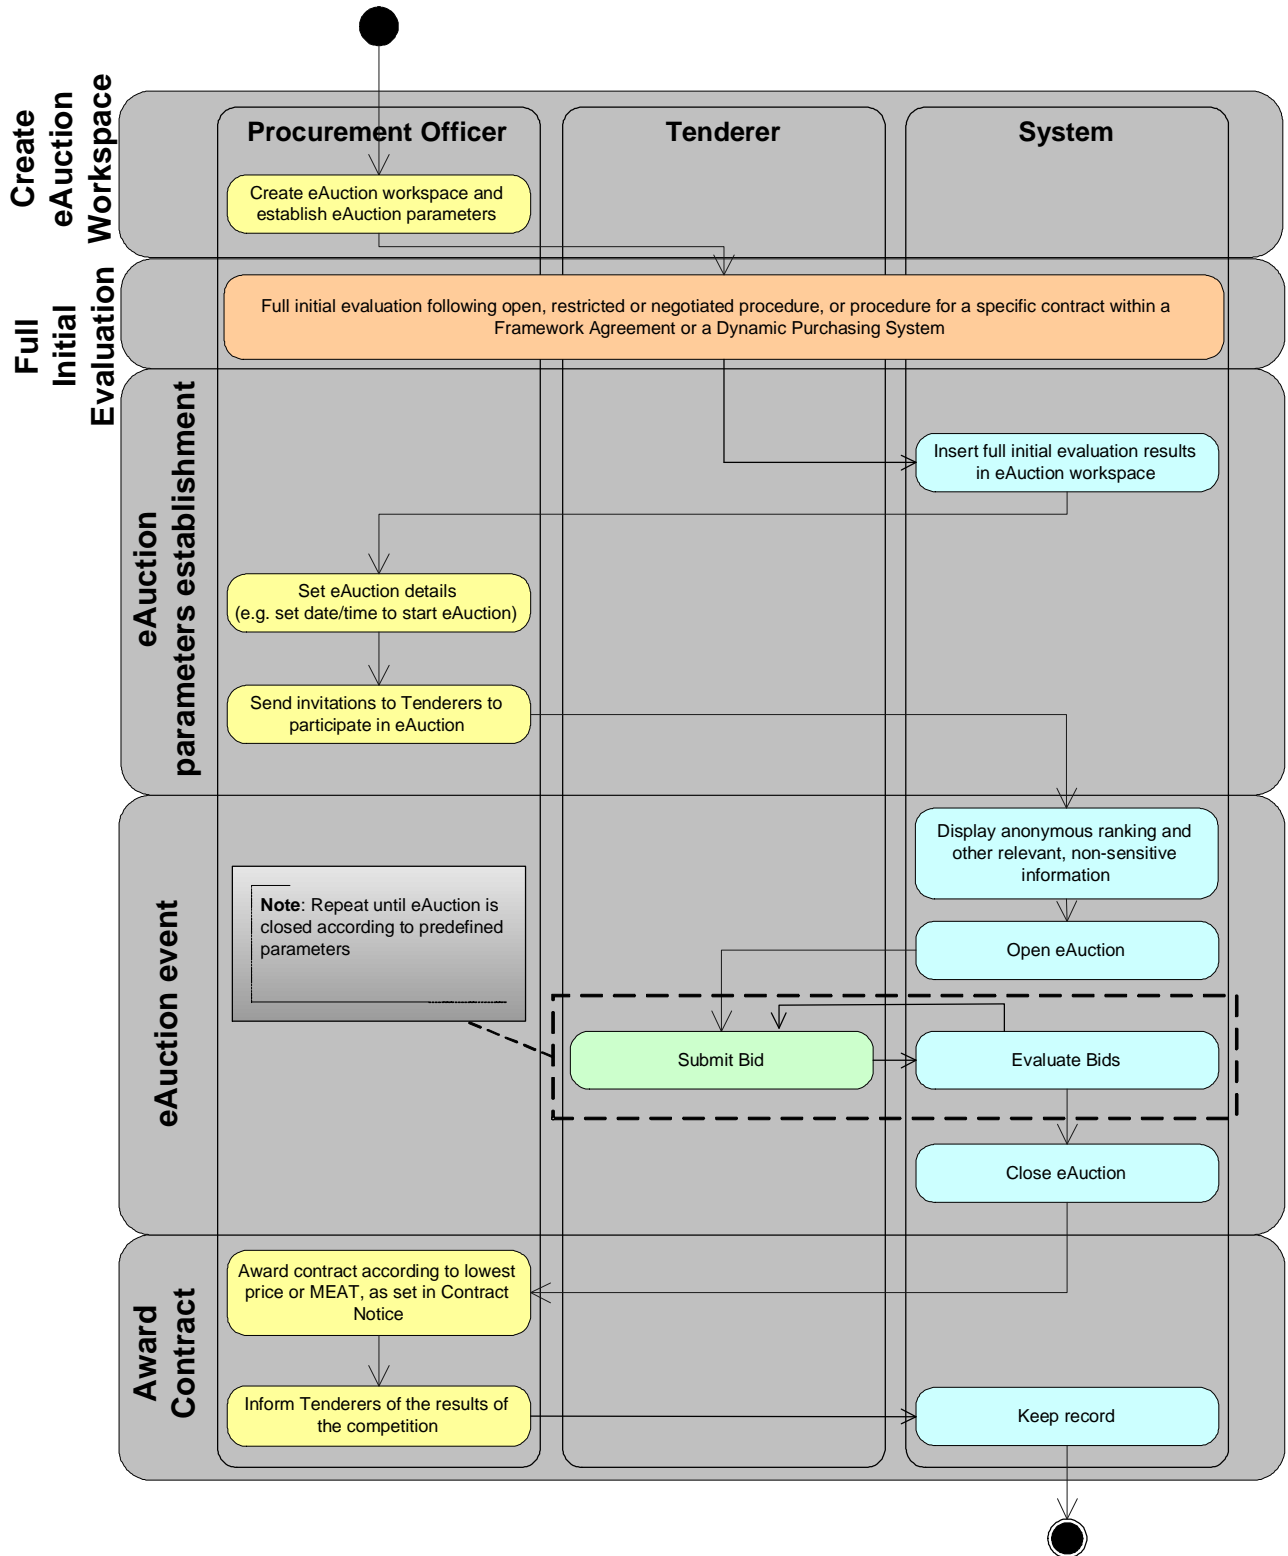 Create
eAuction
Workspace
Procurement Officer
Tenderer
System
Create eAuction workspace and
establish eAuction parameters
Full
Initial
Evaluation
Full initial evaluation following open, restricted or negotiated procedure, or procedure for a specific contract within a
Framework Agreement or a Dynamic Purchasing System
eAuction
parameters establishment
Insert full initial evaluation results
in eAuction workspace
Set eAuction details
(e.g. set date/time to start eAuction)
Send invitations to Tenderers to
participate in eAuction
eAuction event
Display anonymous ranking and
other relevant, non-sensitive
information
Note: Repeat until eAuction is
closed according to predefined
parameters
Open eAuction
Submit Bid
Evaluate Bids
Close eAuction
Award
Contract
Award contract according to lowest
price or MEAT, as set in Contract
Notice
Inform Tenderers of the results of
the competition
Keep record